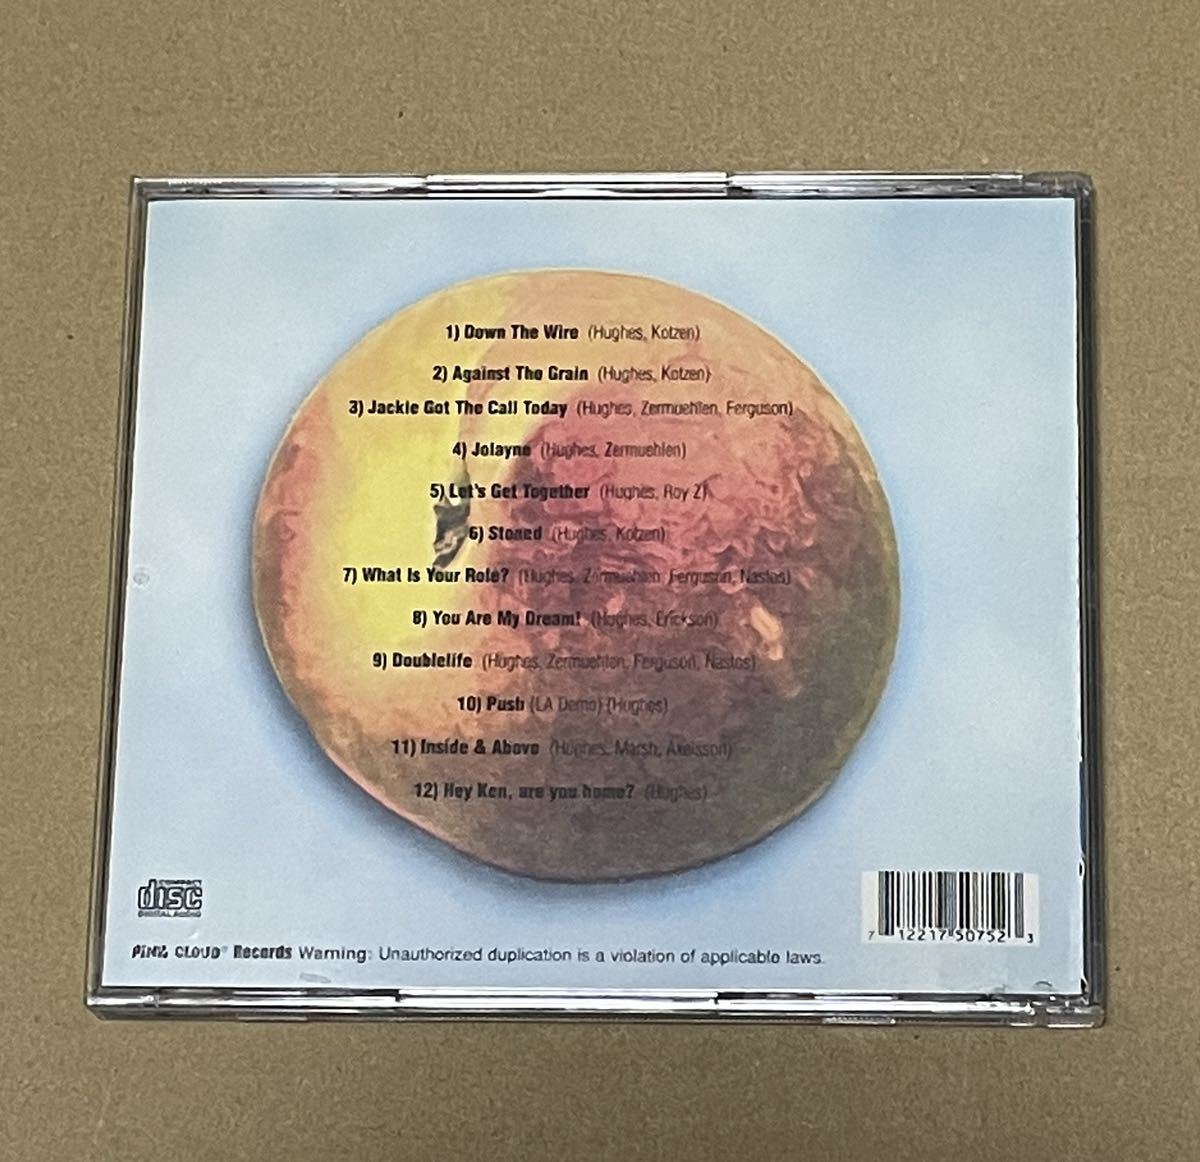 1) Down The Wire (Hughes, Kotzen)
2) Against The Grain (Hughes, Kotzen)
3) Jackie Got The Call Today (Hughes, Zermuehlen, Ferguson)
4) Jolayne (Hughes, Zermuehlen)
5) Let's Get Together (Hughes, Roy Z)
6) Stoned (Hughes, Kotzen)
7) What Is Your Role? (Hughes, Zermuehlen, Ferguson, Nastos)
8) You Are My Dream! (Hughes, Erickson)
9) Doublelife (Hughes, Zermuehlen, Ferguson, Nastos)
10) Push (LA Demo) (Hughes)
11) Inside & Above (Hughes, Marsh, Axelsson)
12) Hey Ken, are you home? (Hughes)
COMPACT
disc
DIGITAL AUDIO
7 12217 50752 3
PINK CLOUD® Records Warning: Unauthorized duplication is a violation of applicable laws.